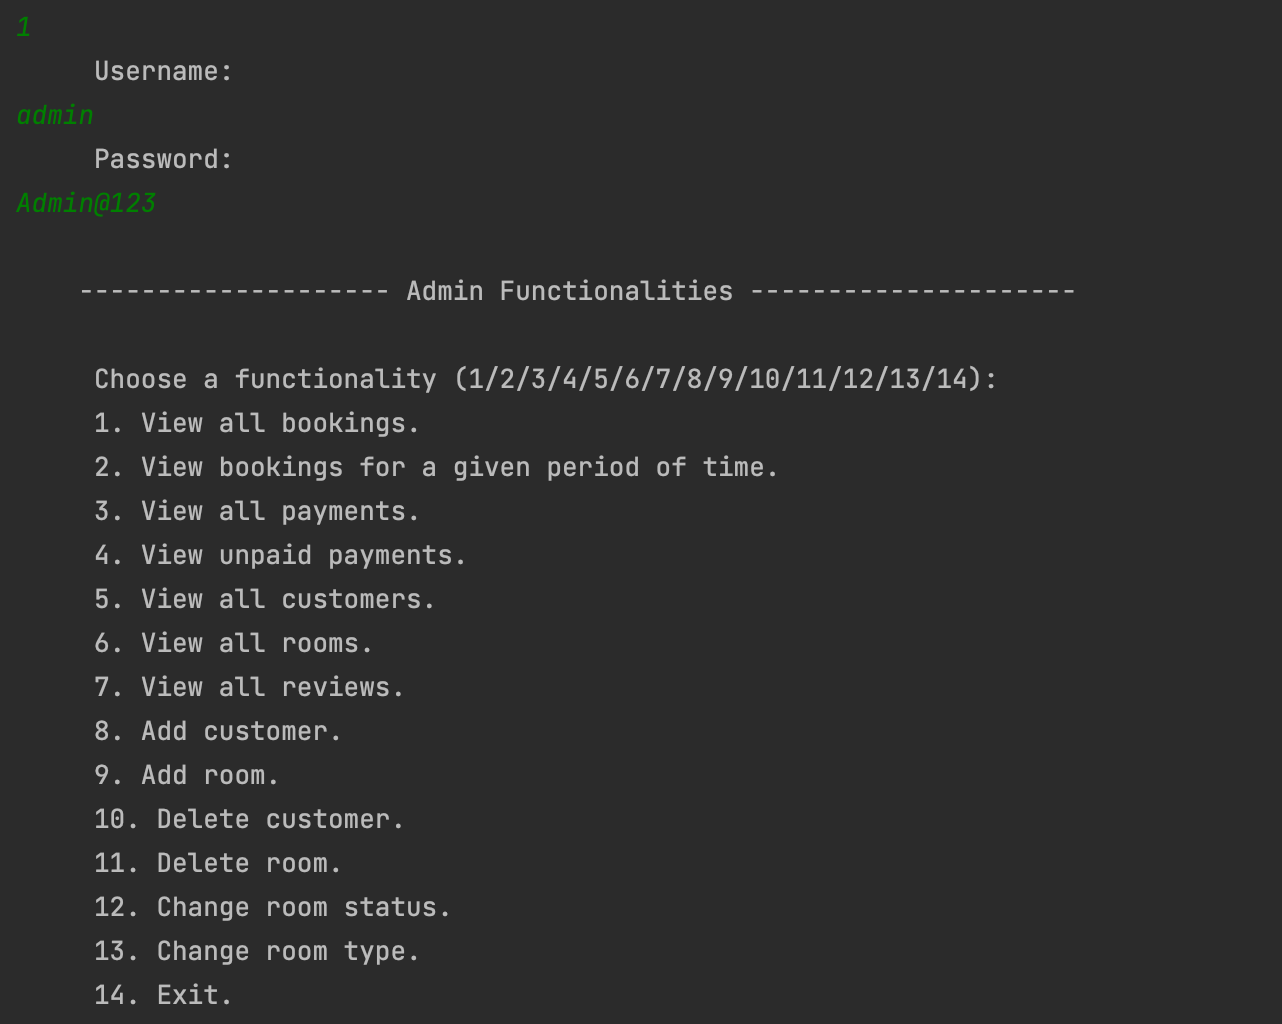 1
Username:
admin
Password:
Admin@123
-------------------- Admin Functionalities ---------------------
Choose a functionality (1/2/3/4/5/6/7/8/9/10/11/12/13/14):
1. View all bookings.
2. View bookings for a given period of time.
3. View all payments.
4. View unpaid payments.
5. View all customers.
6. View all rooms.
7. View all reviews.
8. Add customer.
9. Add room.
10. Delete customer.
11. Delete room.
12. Change room status.
13. Change room type.
14. Exit.